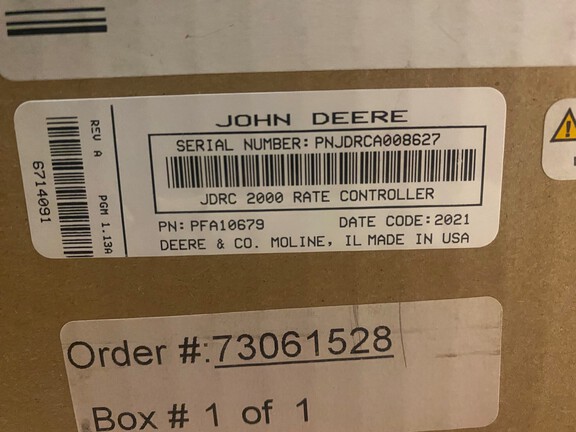 JOHN DEERE
SERIAL NUMBER: PNJDRCA008627
JDRC 2000 RATE CONTROLLER
PN: PFA10679 DATE CODE: 2021
DEERE & CO. MOLINE, IL MADE IN USA
REV A PGM 1.13A
6714091
Order #:73061528
Box # 1 of 1